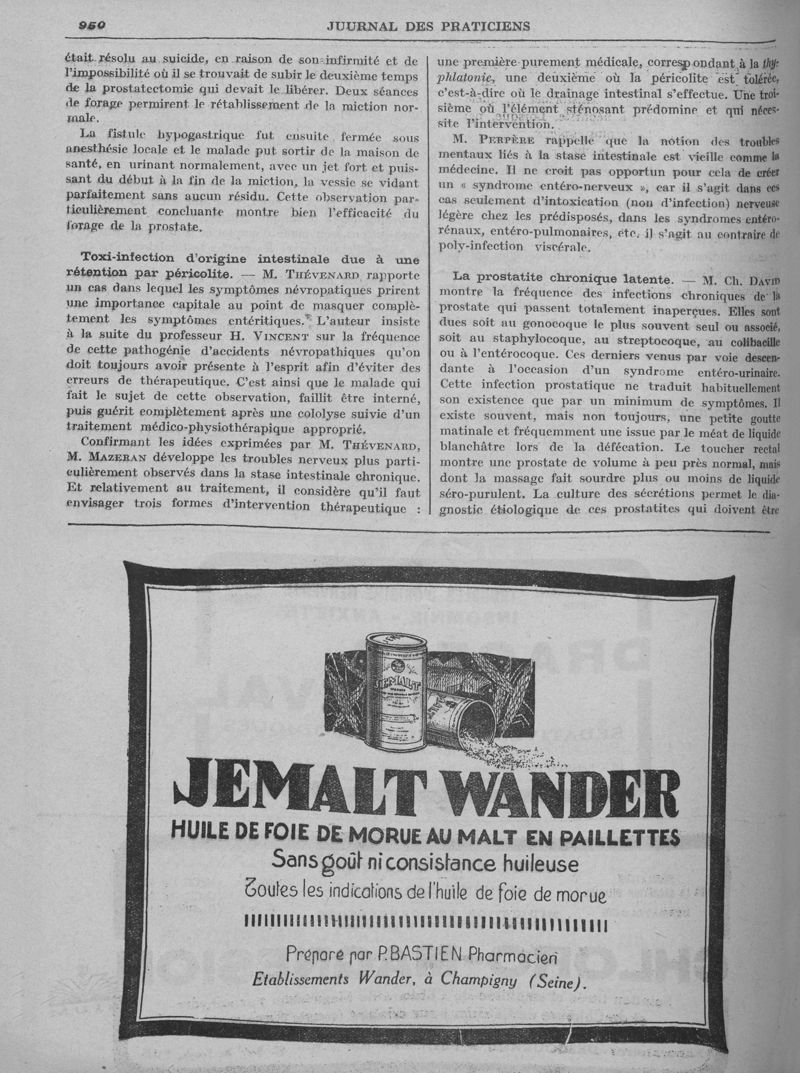 950
JOURNAL DES PRATICIENS
était résolu au suicide, en raison de son infirmité et de
l'impossibilité où il se trouvait de subir le deuxième temps
de la prostatectomie qui devait le libérer. Deux séances
de forage permirent le rétablissement de la miction nor-
male.
La fistule hypogastrique fut ensuite fermée sous
anesthésie locale et le malade put sortir de la maison de
santé, en urinant normalement, avec un jet fort et puis-
sant du début à la fin de la miction, la vessie se vidant
parfaitement sans aucun résidu. Cette observation par-
ticulièrement concluante montre bien l'efficacité du
forage de la prostate.
Toxi-infection d'origine intestinale due à une
rétention par péricolite. — M. THÉVENARD rapporte
un cas dans lequel les symptômes névropatiques prirent
une importance capitale au point de masquer complè-
tement les symptômes entéritiques. L'auteur insiste
à la suite du professeur H. VINCENT sur la fréquence
de cette pathogénie d'accidents névropathiques qu'on
doit toujours avoir présente à l'esprit afin d'éviter des
erreurs de thérapeutique. C'est ainsi que le malade qui
fait le sujet de cette observation, faillit être interné,
puis guérit complètement après une cololyse suivie d'un
traitement médico-physiothérapique approprié.
Confirmant les idées exprimées par M. THÉVENARD,
M. MAZERAN développe les troubles nerveux plus parti-
culièrement observés dans la stase intestinale chronique.
Et relativement au traitement, il considère qu'il faut
envisager trois formes d'intervention thérapeutique :
une première purement médicale, correspondant à la thy-
phlatonie, une deuxième où la péricolite est tolérée,
c'est-à-dire où le drainage intestinal s'effectue. Une troi-
sième où l'élément sténosant prédomine et qui néces-
site l'intervention.
M. PERPÈRE rappelle que la notion des troubles
mentaux liés à la stase intestinale est vieille comme la
médecine. Il ne croit pas opportun pour cela de créer
un « syndrome entéro-nerveux », car il s'agit dans ces
cas seulement d'intoxication (non d'infection) nerveuse
légère chez les prédisposés, dans les syndromes entéro-
rénaux, entéro-pulmonaires, etc. il s'agit au contraire de
poly-infection viscérale.
La prostatite chronique latente. — M. Ch. DAVID
montre la fréquence des infections chroniques de la
prostate qui passent totalement inaperçues. Elles sont
dues soit au gonocoque le plus souvent seul ou associé,
soit au staphylocoque, au streptocoque, au colibacille
ou à l'entérocoque. Ces derniers venus par voie descen-
dante à l'occasion d'un syndrome entéro-urinaire.
Cette infection prostatique ne traduit habituellement
son existence que par un minimum de symptômes. Il
existe souvent, mais non toujours, une petite goutte
matinale et fréquemment une issue par le méat de liquide
blanchâtre lors de la défécation. Le toucher rectal
montre une prostate de volume à peu près normal, mais
dont la massage fait sourdre plus ou moins de liquide
séro-purulent. La culture des sécrétions permet le dia-
gnostic étiologique de ces prostatites qui doivent être
JEMALT
JEMALT WANDER
HUILE DE FOIE DE MORUE AU MALT EN PAILLETTES
Sans goût ni consistance huileuse
Toutes les indications de l'huile de foie de morue
Préparé par P. BASTIEN Pharmacien
Etablissements Wander, à Champigny (Seine).